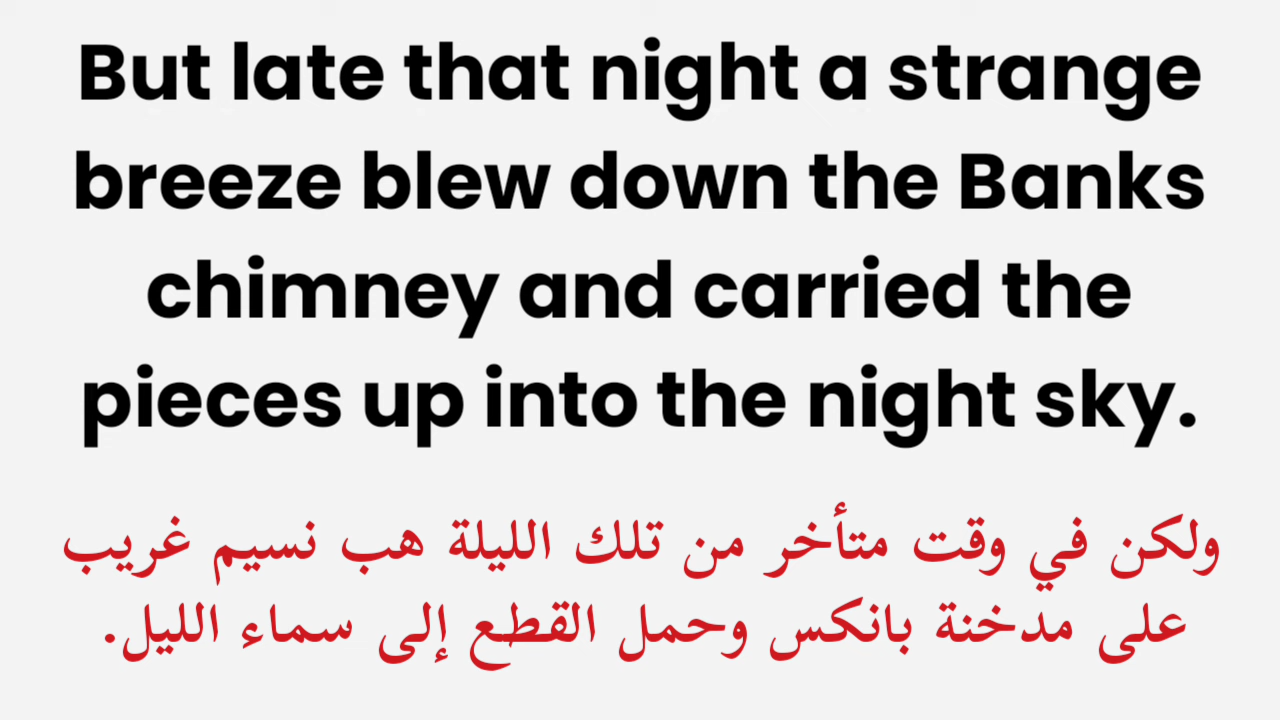 But late that night a strange
breeze blew down the Banks
chimney and carried the
pieces up into the night sky.
ولكن في وقت متأخر من تلك الليلة هب نسيم غريب
على مدخنة بانكس وحمل القطع إلى سماء الليل.